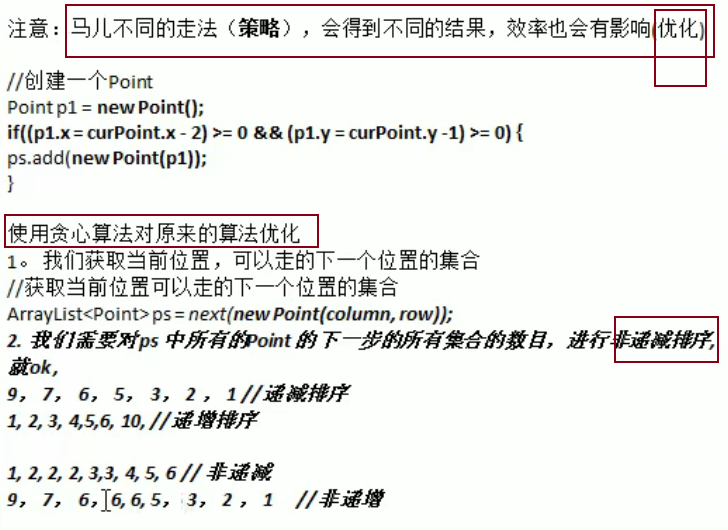 注意：马儿不同的走法（策略），会得到不同的结果，效率也会有影响(优化)
//创建一个Point
Point p1 = new Point();
if((p1.x = curPoint.x - 2) >= 0 && (p1.y = curPoint.y -1) >= 0) {
ps.add(new Point(p1));
}
使用贪心算法对原来的算法优化
1。 我们获取当前位置，可以走的下一个位置的集合
//获取当前位置可以走的下一个位置的集合
ArrayList<Point> ps = next(new Point(column, row));
2. 我们需要对ps 中所有的Point 的下一步的所有集合的数目，进行非递减排序,
就ok，
9， 7， 6， 5， 3， 2 ， 1 // 递减排序
1, 2, 3, 4,5,6, 10, // 递增排序
1, 2, 2, 2, 3,3, 4, 5, 6 // 非递减
9， 7， 6， 6, 6, 5， 3， 2 ， 1 // 非递增